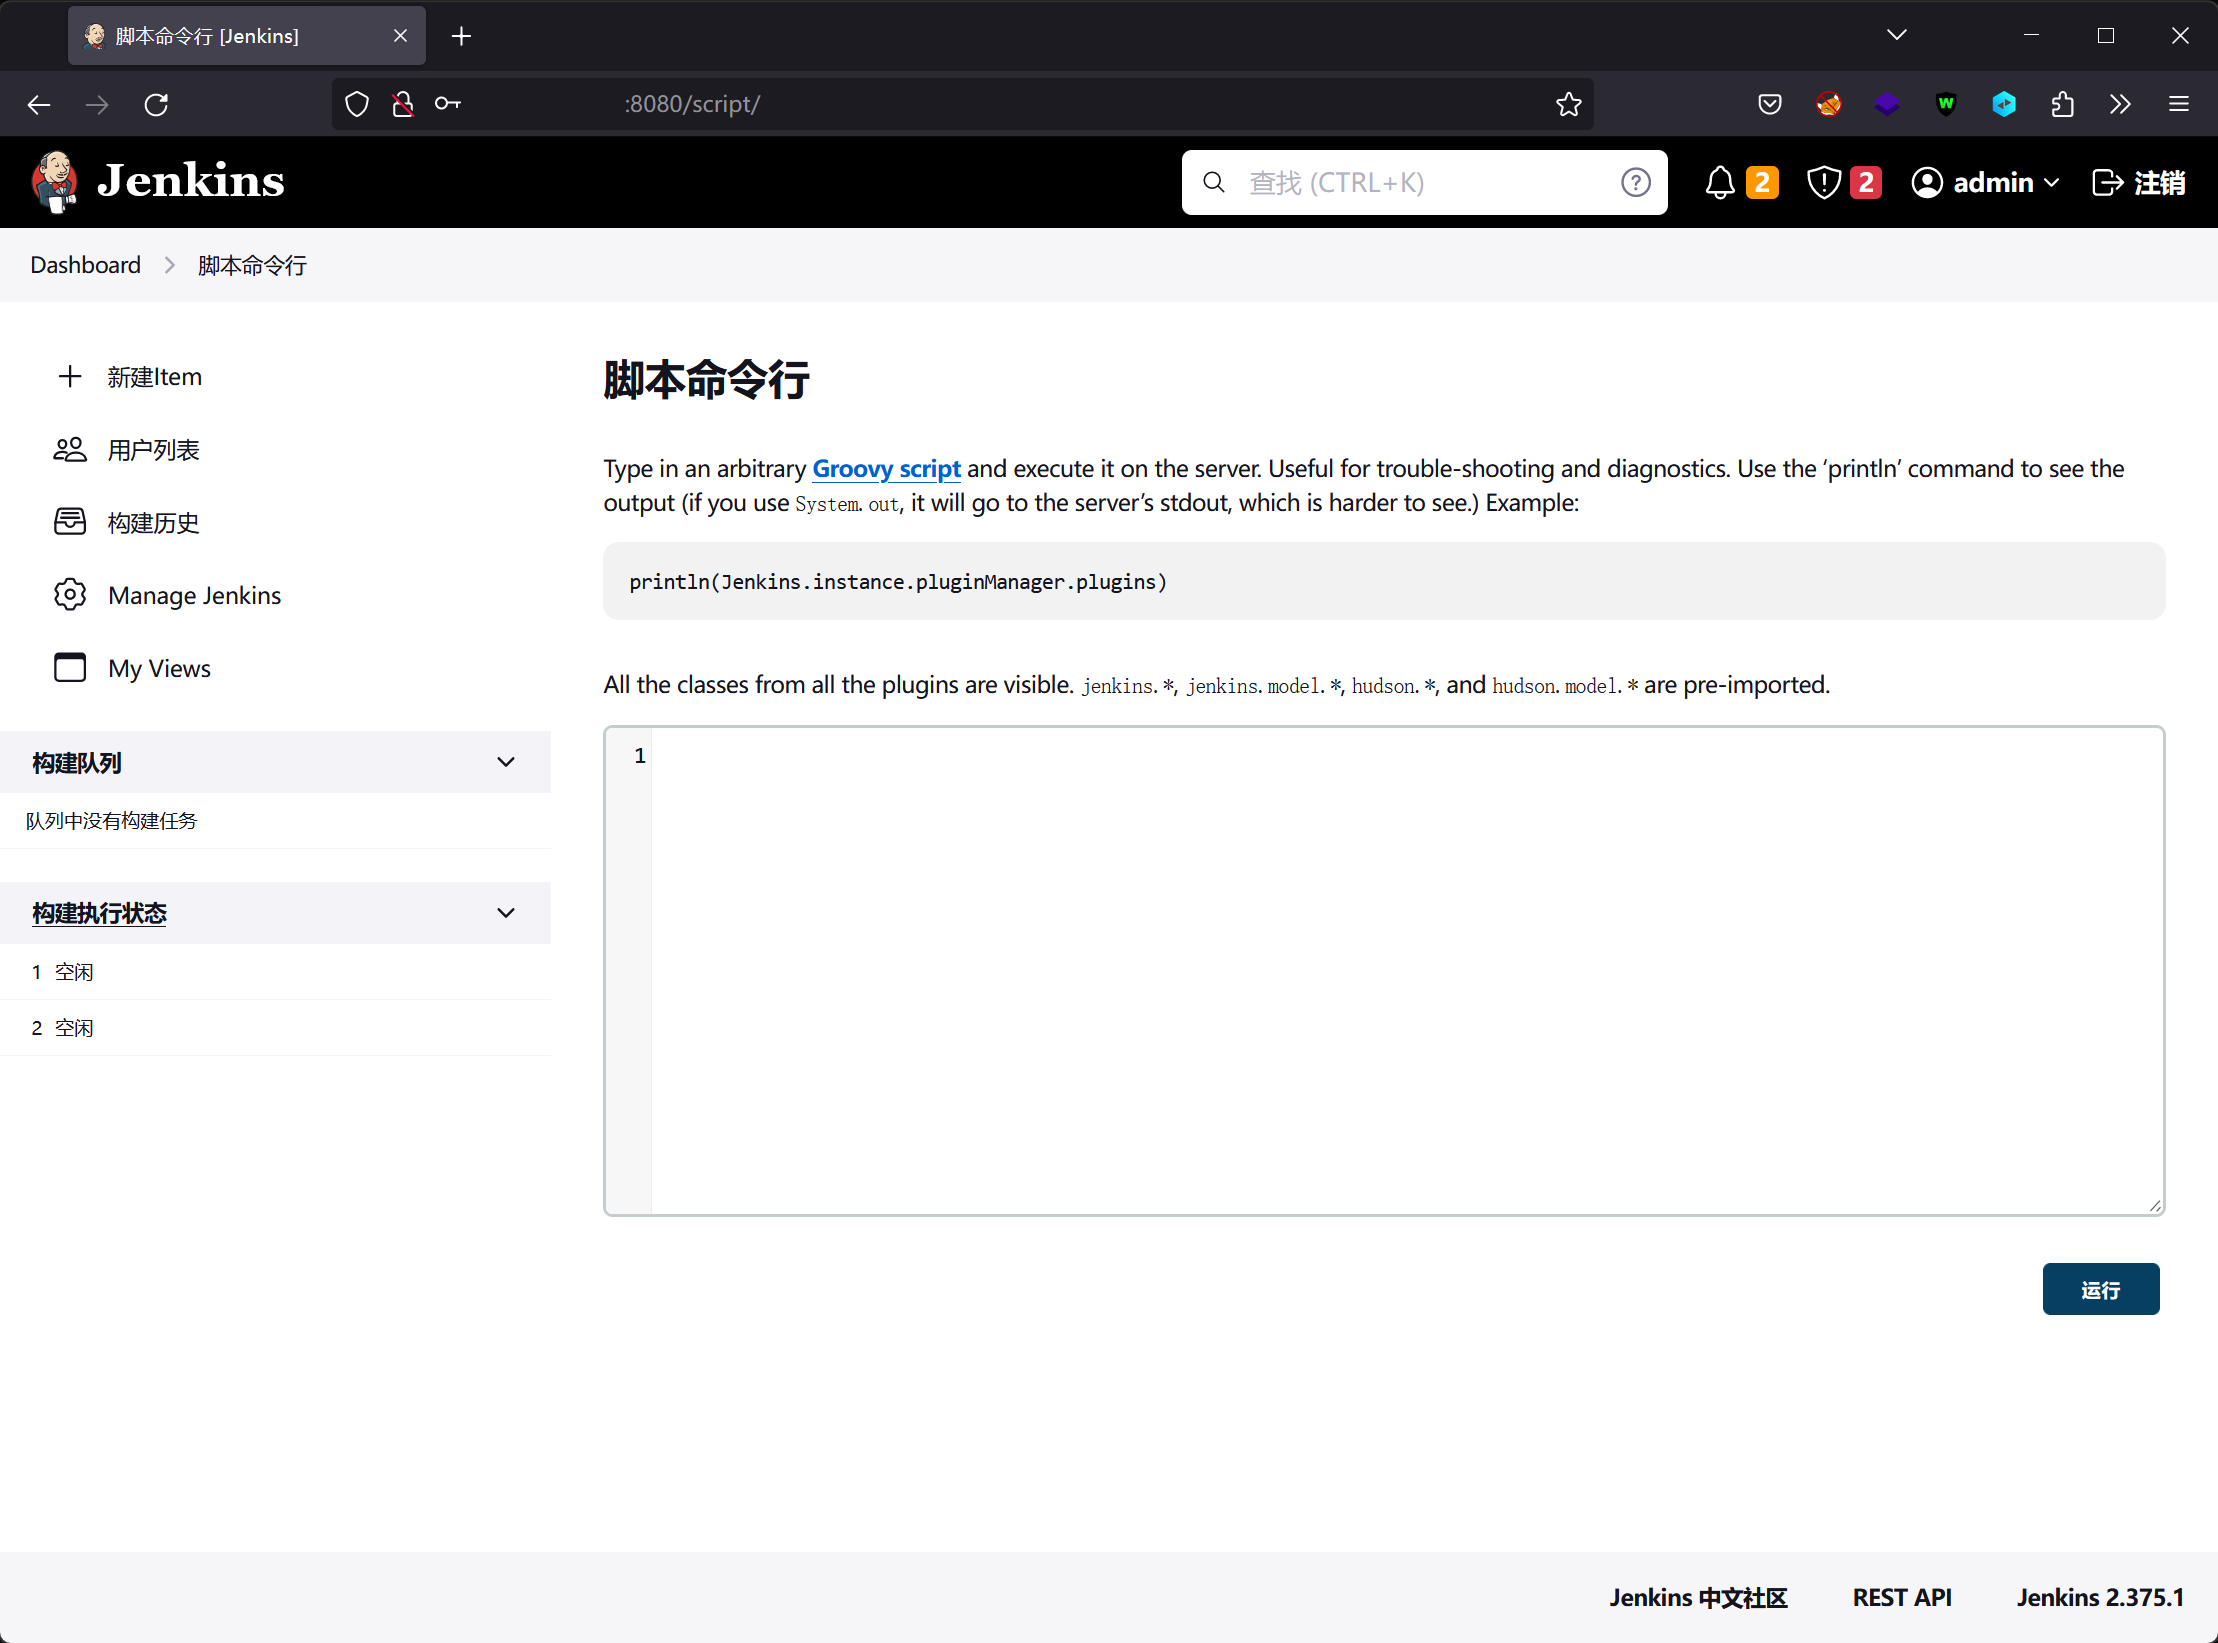 脚本命令行 [Jenkins]
:8080/script/
Jenkins
查找 (CTRL+K)
2
2
admin
注销
Dashboard
脚本命令行
新建Item
用户列表
构建历史
Manage Jenkins
My Views
构建队列
队列中没有构建任务
构建执行状态
1 空闲
2 空闲
脚本命令行
Type in an arbitrary Groovy script and execute it on the server. Useful for trouble-shooting and diagnostics. Use the ‘println’ command to see the
output (if you use System.out, it will go to the server’s stdout, which is harder to see.) Example:
println(Jenkins.instance.pluginManager.plugins)
All the classes from all the plugins are visible. jenkins.*, jenkins.model.*, hudson.*, and hudson.model.* are pre-imported.
1
运行
Jenkins 中文社区
REST API
Jenkins 2.375.1